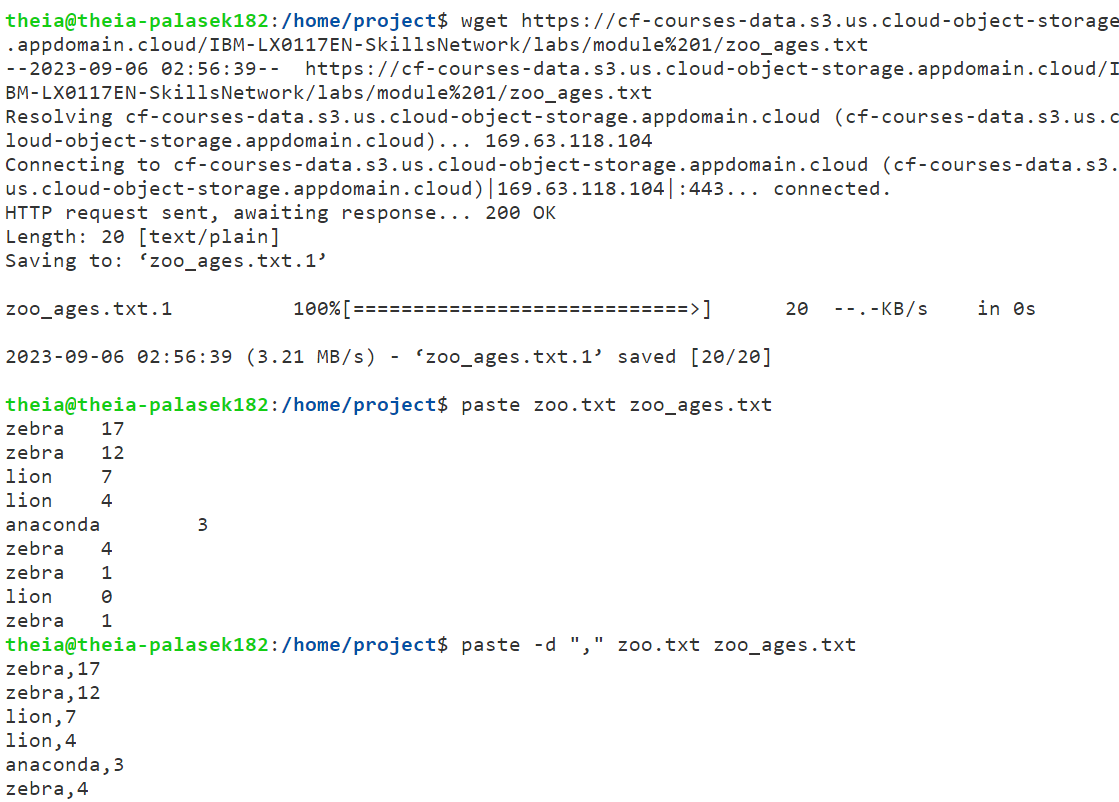 theia@theia-palasek182:/home/project$ wget https://cf-courses-data.s3.us.cloud-object-storage
.appdomain.cloud/IBM-LX0117EN-SkillsNetwork/labs/module%201/zoo_ages.txt
--2023-09-06 02:56:39--  https://cf-courses-data.s3.us.cloud-object-storage.appdomain.cloud/I
BM-LX0117EN-SkillsNetwork/labs/module%201/zoo_ages.txt
Resolving cf-courses-data.s3.us.cloud-object-storage.appdomain.cloud (cf-courses-data.s3.us.c
loud-object-storage.appdomain.cloud)... 169.63.118.104
Connecting to cf-courses-data.s3.us.cloud-object-storage.appdomain.cloud (cf-courses-data.s3.
us.cloud-object-storage.appdomain.cloud)|169.63.118.104|:443... connected.
HTTP request sent, awaiting response... 200 OK
Length: 20 [text/plain]
Saving to: ‘zoo_ages.txt.1’
zoo_ages.txt.1          100%[============================>]      20  --.-KB/s    in 0s
2023-09-06 02:56:39 (3.21 MB/s) - ‘zoo_ages.txt.1’ saved [20/20]
theia@theia-palasek182:/home/project$ paste zoo.txt zoo_ages.txt
zebra   17
zebra   12
lion    7
lion    4
anaconda        3
zebra   4
zebra   1
lion    0
zebra   1
theia@theia-palasek182:/home/project$ paste -d "," zoo.txt zoo_ages.txt
zebra,17
zebra,12
lion,7
lion,4
anaconda,3
zebra,4